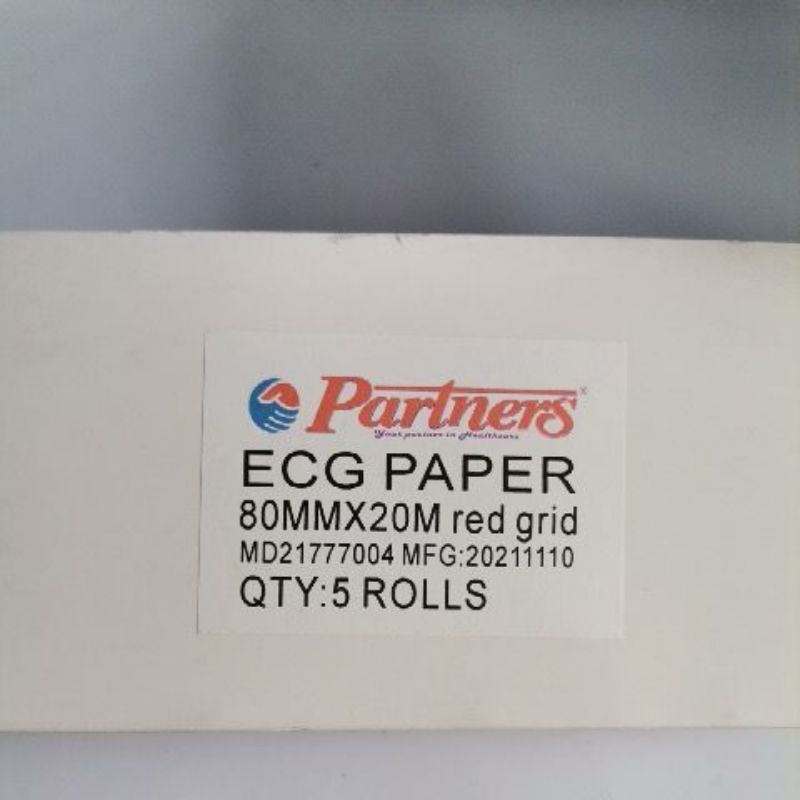 Partners
Your partner in Healthcare
ECG PAPER
80MMX20M red grid
MD21777004 MFG:20211110
QTY:5 ROLLS